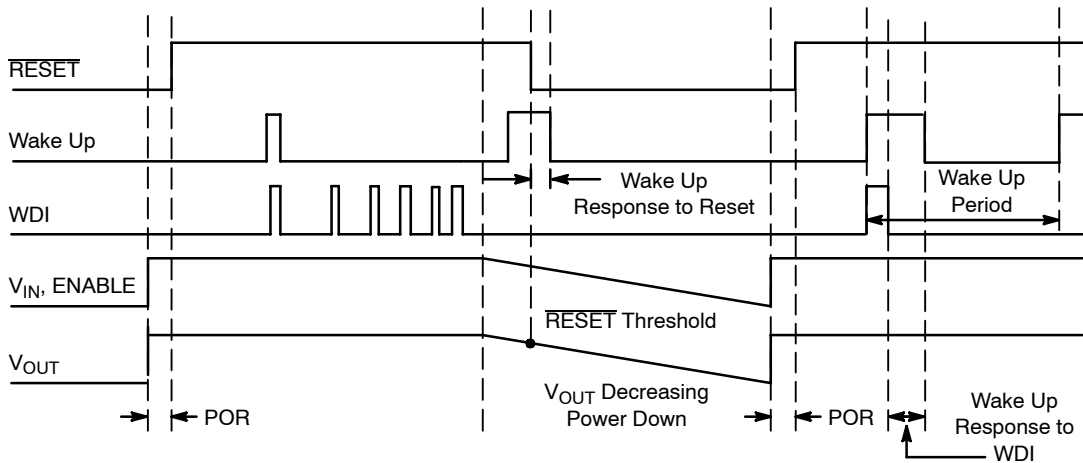 RESET
Wake Up
Wake Up
Response to Reset
Wake Up
Period
WDI
VIN, ENABLE
RESET Threshold
VOUT
VOUT Decreasing
Power Down
POR
POR
Wake Up
Response to
WDI